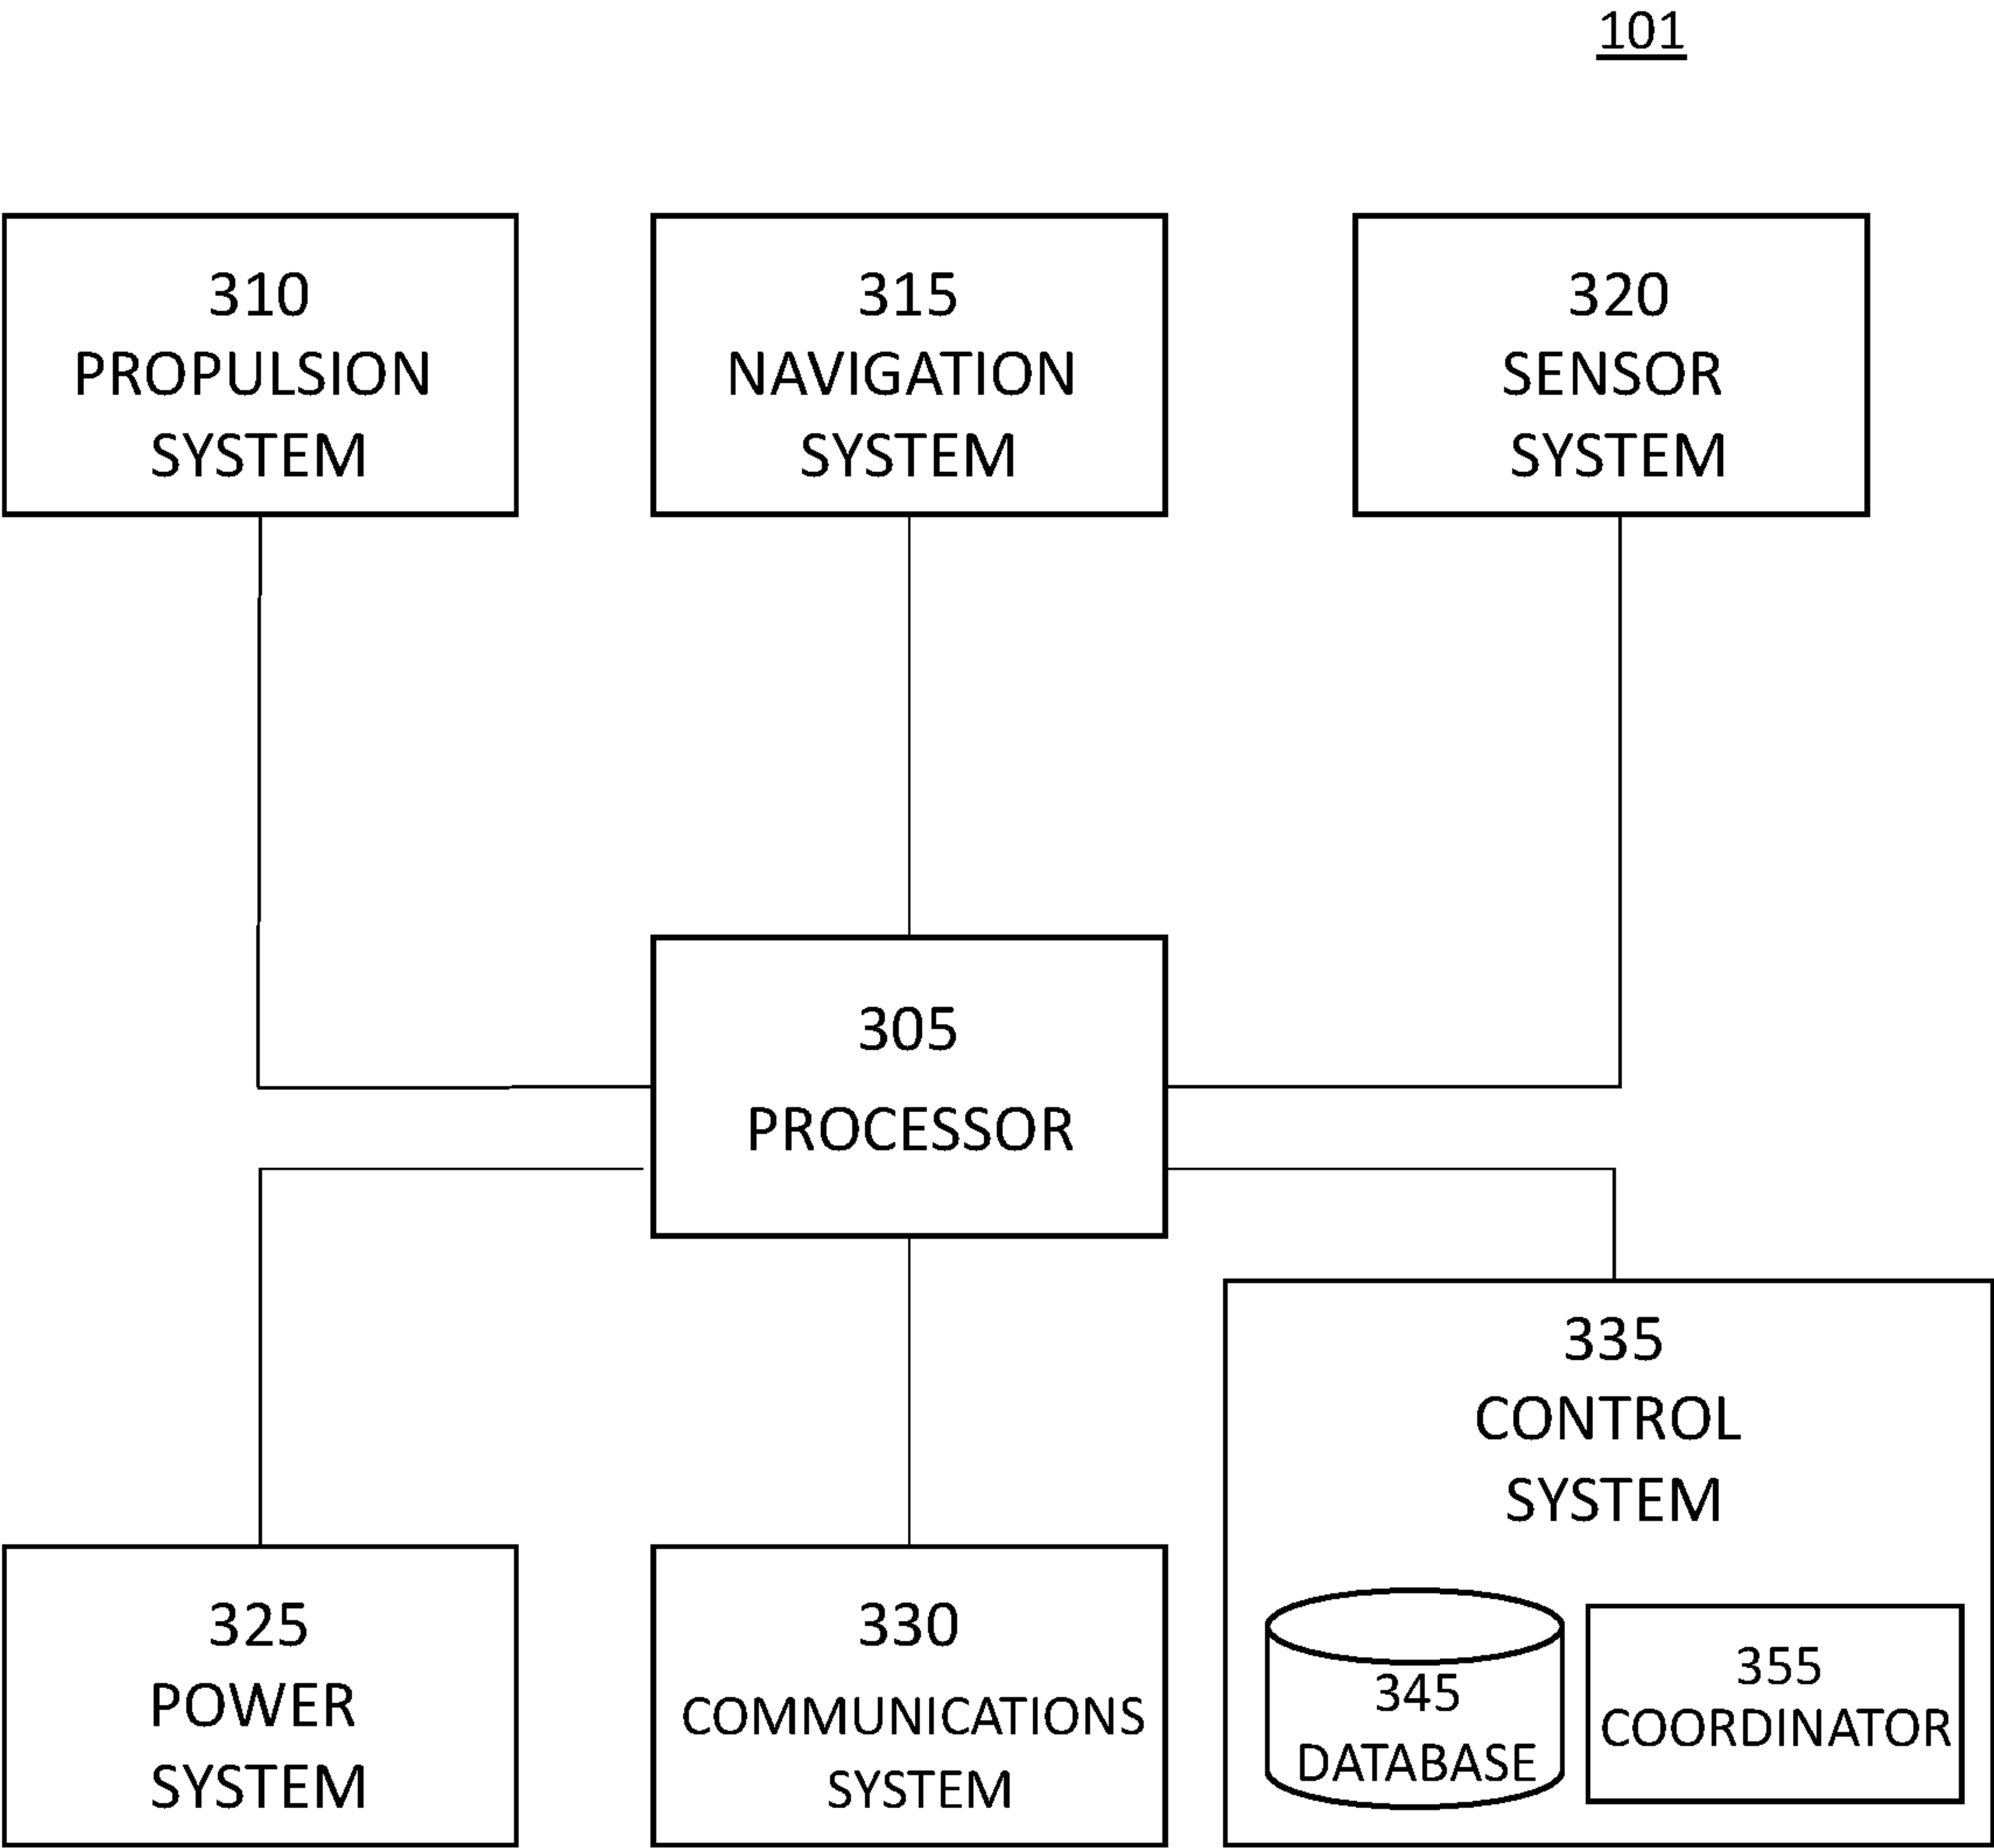 101
310
PROPULSION
SYSTEM
315
NAVIGATION
SYSTEM
320
SENSOR
SYSTEM
305
PROCESSOR
325
POWER
SYSTEM
330
COMMUNICATIONS
SYSTEM
335
CONTROL
SYSTEM
345
DATABASE
355
COORDINATOR